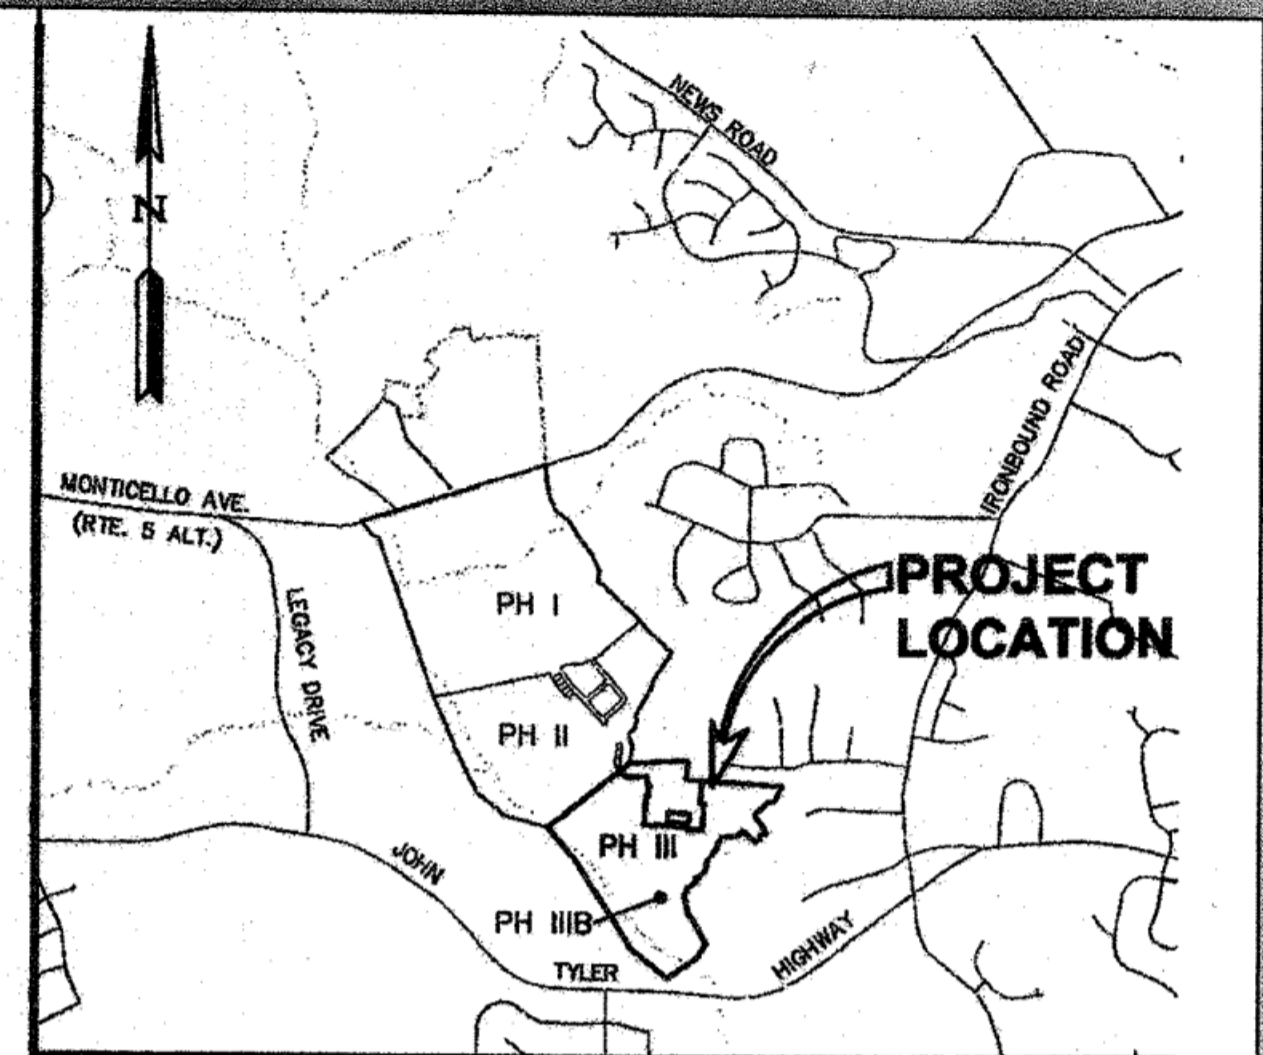 NEWS ROAD
N
IRONBOUND ROAD
MONTICELLO AVE.
(RTE. 5 ALT.)
PROJECT
LOCATION
LEGACY DRIVE
PH I
PH II
PH III
JOHN
PH IIIB
TYLER
HIGHWAY